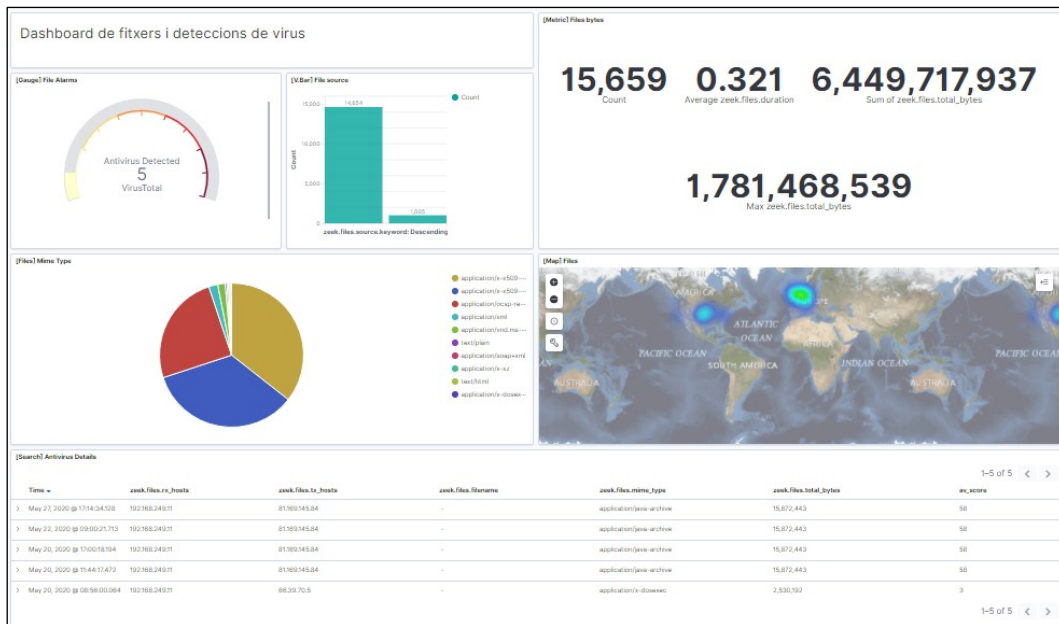 Dashboard de fitxers i deteccions de virus
[Metric] Files bytes
15,659
Count
0.321
Average zeek.files.duration
6,449,717,937
Sum of zeek.files.total_bytes
1,781,468,539
Max zeek.files.total_bytes
[Gauge] File Alarms
Antivirus Detected
5
VirusTotal
[V.Bar] File source
Count
15,000
10,000
5,000
0
14,654
Count
zeek.files.source.keyword: Descending
[Files] Mime Type
application/x-x509-...
application/x-x509-...
application/ocsp-re...
application/xml
application/vnd.ms-...
text/plain
application/soap+xml
application/x-xz
text/html
application/x-dosex...
[Map] Files
AMERICA
EUROPE
ATLANTIC
OCEAN
AFRICA
PACIFIC OCEAN
SOUTH AMERICA
INDIAN OCEAN
PACIFIC OCEAN
AUSTRALIA
AUSTRALIA
[Search] Antivirus Details
1–5 of 5
Time zeek.files.rx_hosts zeek.files.tx_hosts zeek.files.filename zeek.files.mime_type zeek.files.total_bytes av_score
May 27, 2020 @ 17:14:34.128 192.168.249.11 81.169.145.84 - application/java-archive 15,872,443 58
May 22, 2020 @ 09:00:21.713 192.168.249.11 81.169.145.84 - application/java-archive 15,872,443 58
May 20, 2020 @ 17:00:18.194 192.168.249.11 81.169.145.84 - application/java-archive 15,872,443 58
May 20, 2020 @ 11:44:17.472 192.168.249.11 81.169.145.84 - application/java-archive 15,872,443 58
May 20, 2020 @ 08:58:00.064 192.168.249.11 66.39.70.5 - application/x-dosexec 2,530,192 3
1–5 of 5